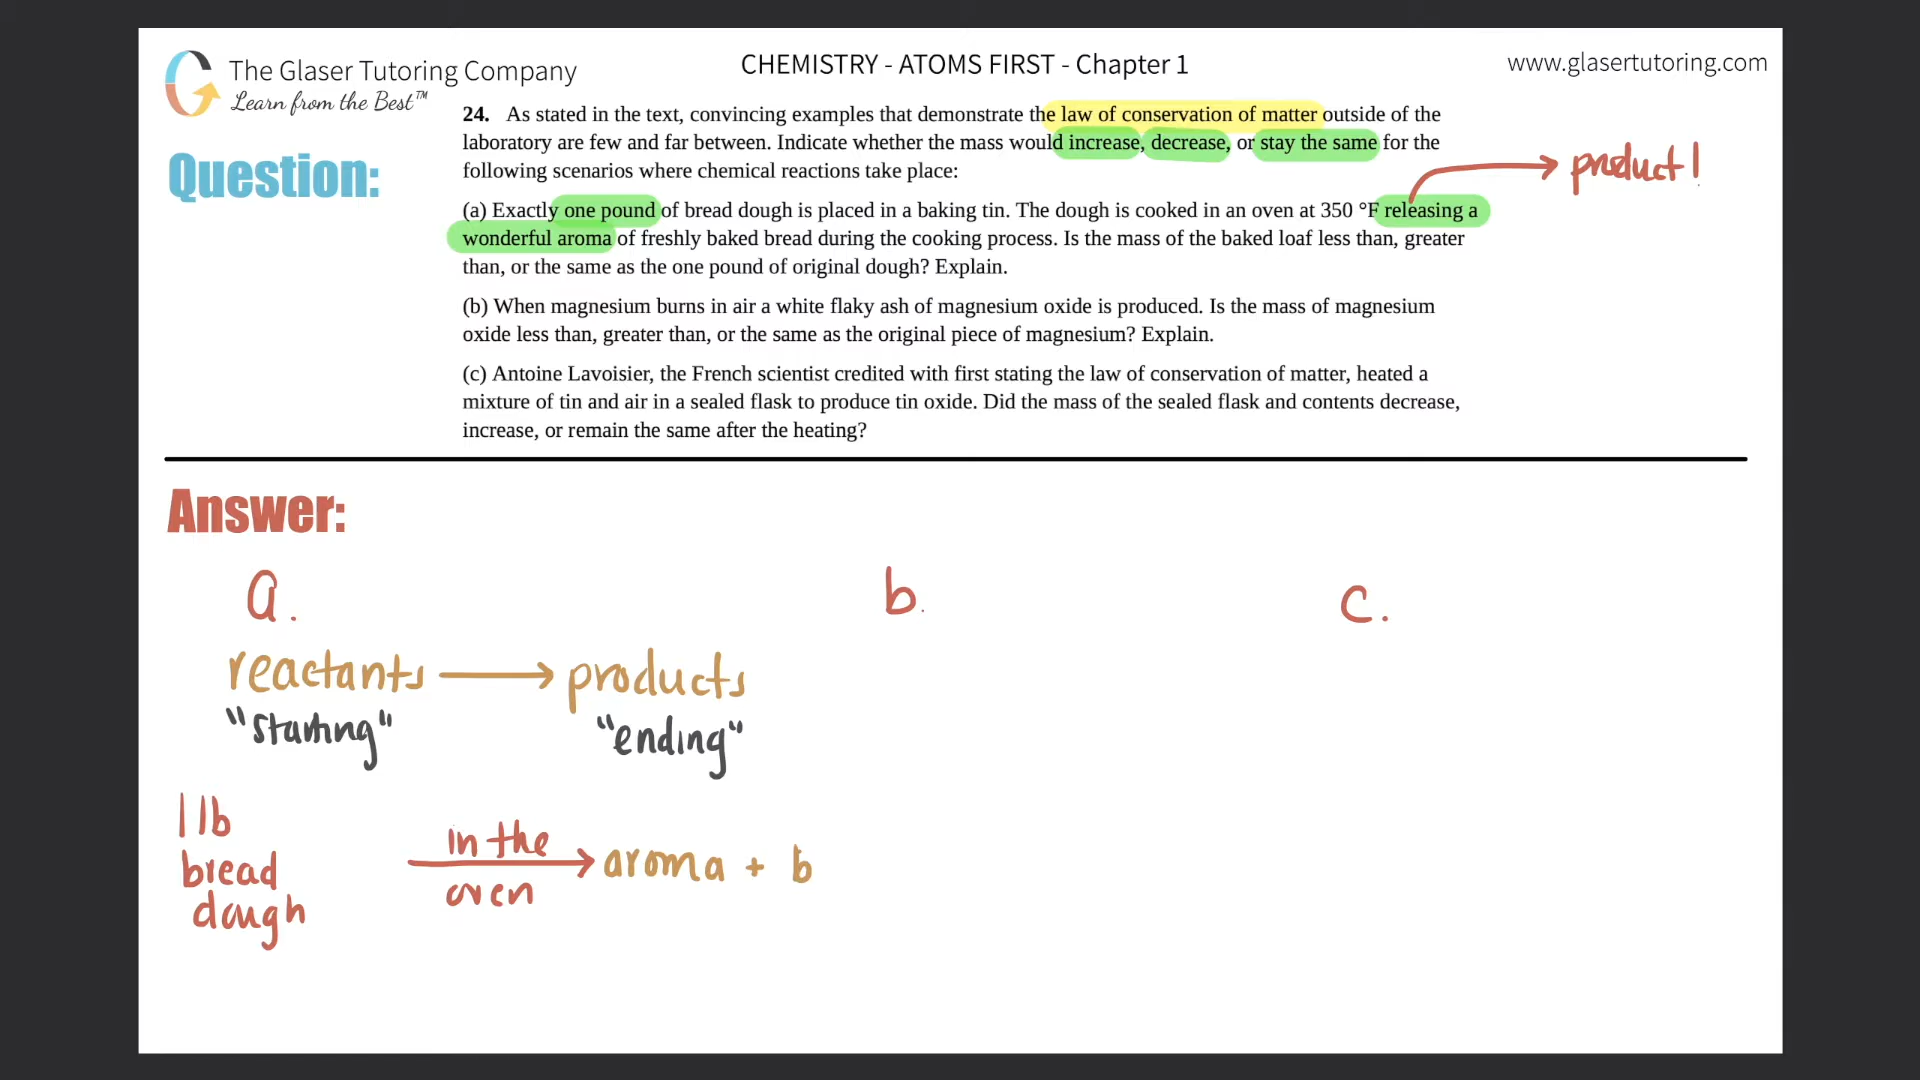 The Glaser Tutoring Company
Learn from the Best™
CHEMISTRY - ATOMS FIRST - Chapter 1
www.glasertutoring.com
Question:
24. As stated in the text, convincing examples that demonstrate the law of conservation of matter outside of the
laboratory are few and far between. Indicate whether the mass would increase, decrease, or stay the same for the
following scenarios where chemical reactions take place:
product!
(a) Exactly one pound of bread dough is placed in a baking tin. The dough is cooked in an oven at 350 °F releasing a
wonderful aroma of freshly baked bread during the cooking process. Is the mass of the baked loaf less than, greater
than, or the same as the one pound of original dough? Explain.
(b) When magnesium burns in air a white flaky ash of magnesium oxide is produced. Is the mass of magnesium
oxide less than, greater than, or the same as the original piece of magnesium? Explain.
(c) Antoine Lavoisier, the French scientist credited with first stating the law of conservation of matter, heated a
mixture of tin and air in a sealed flask to produce tin oxide. Did the mass of the sealed flask and contents decrease,
increase, or remain the same after the heating?
Answer:
a.
b.
c.
reactants → products
"starting" "ending"
1 lb
bread
dough
in the
oven
→ aroma + b